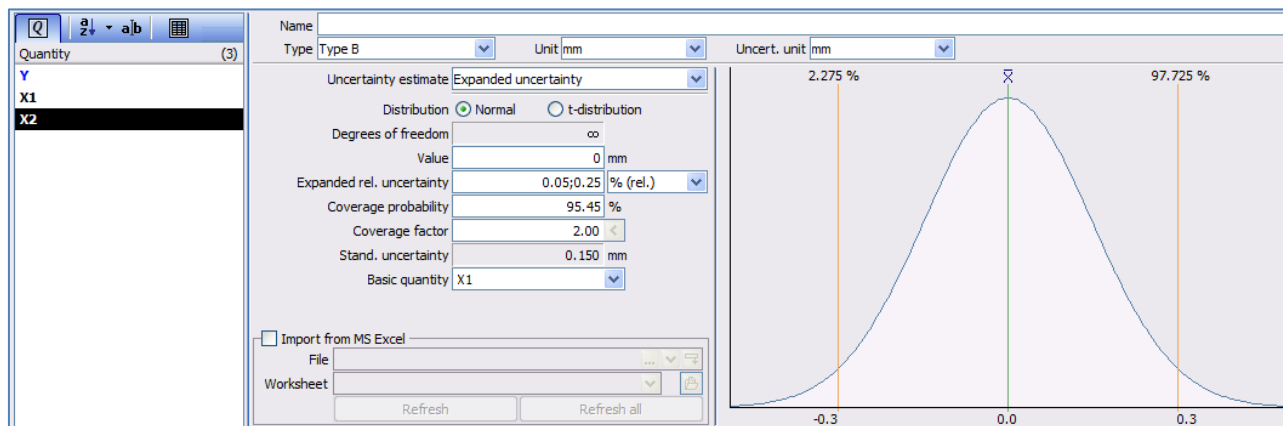 Q a z ab
Quantity (3)
Y
X1
X2
Name
Type Type B Unit mm Uncert. unit mm
Uncertainty estimate Expanded uncertainty
Distribution Normal t-distribution
Degrees of freedom ∞
Value 0 mm
Expanded rel. uncertainty 0.05;0.25 % (rel.)
Coverage probability 95.45 %
Coverage factor 2.00 <
Stand. uncertainty 0.150 mm
Basic quantity X1
Import from MS Excel
File ...
Worksheet
Refresh Refresh all
2.275 % X̄ 97.725 %
-0.3 0.0 0.3